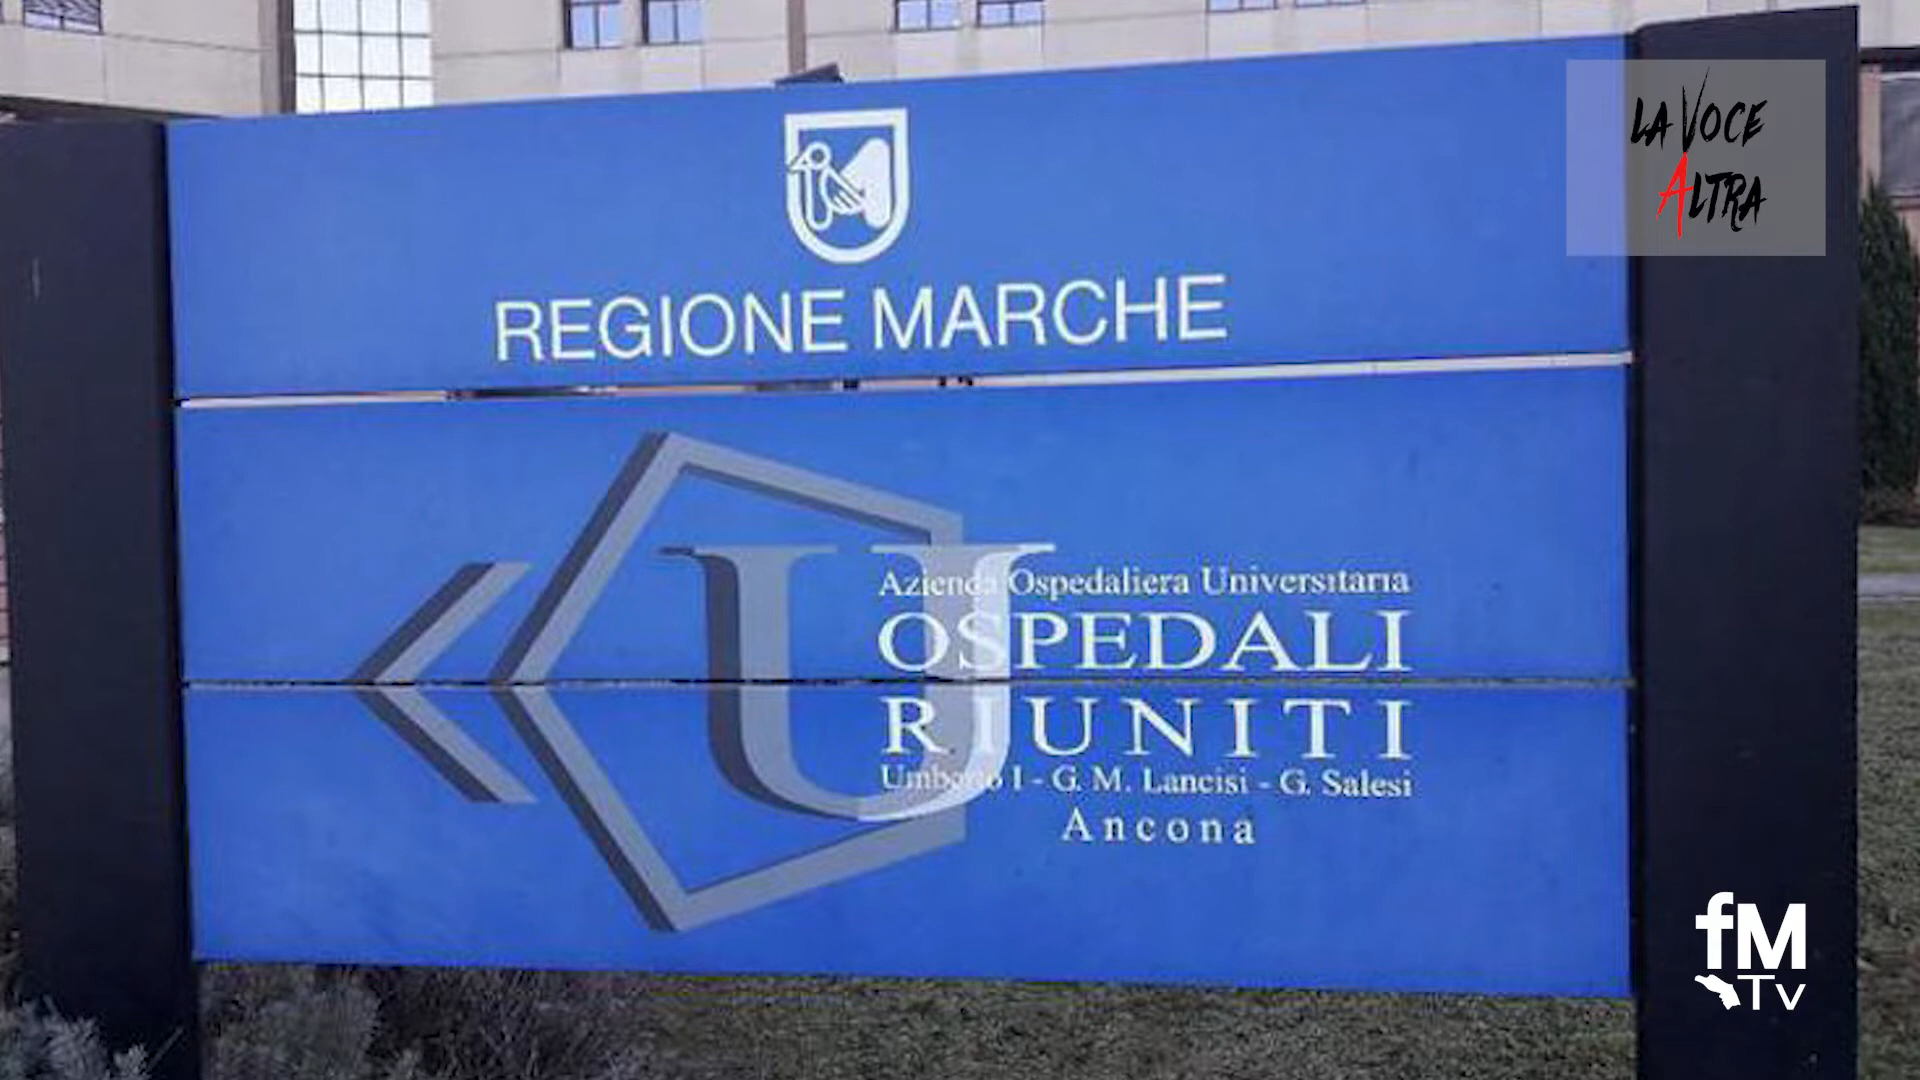 LA VOCE
ALTRA
REGIONE MARCHE
Azienda Ospedaliera Universitaria
OSPEDALI
RIUNITI
Umberto I - G. M. Lancisi - G. Salesi
Ancona
fM
Tv